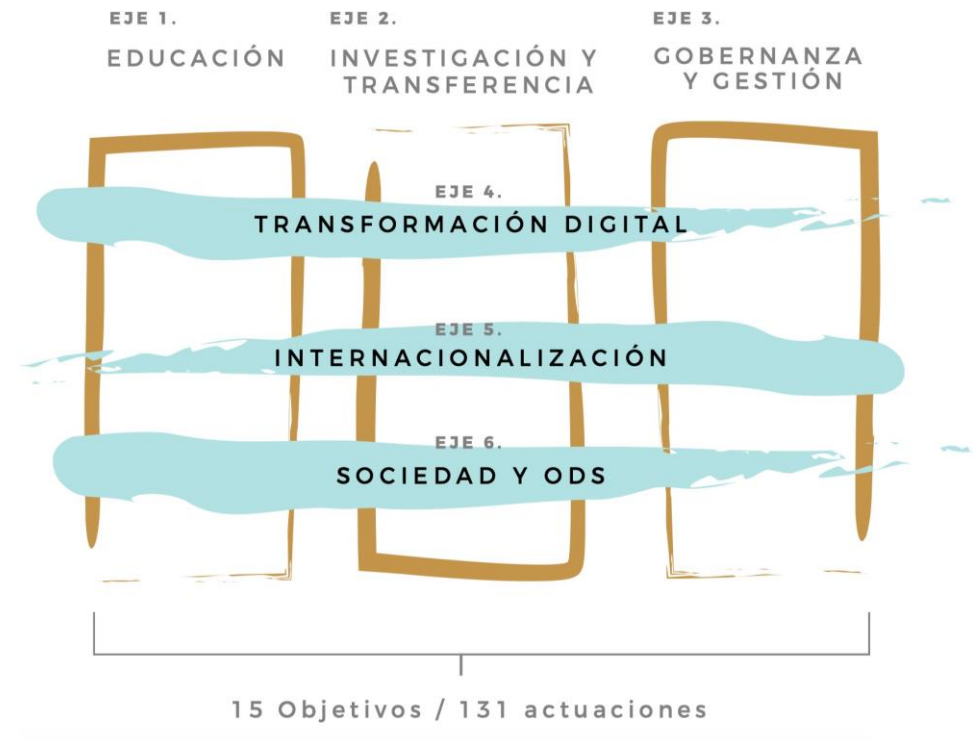 EJE 1.
EDUCACIÓN
EJE 2.
INVESTIGACIÓN Y
TRANSFERENCIA
EJE 3.
GOBERNANZA
Y GESTIÓN
EJE 4.
TRANSFORMACIÓN DIGITAL
EJE 5.
INTERNACIONALIZACIÓN
EJE 6.
SOCIEDAD Y ODS
15 Objetivos / 131 actuaciones